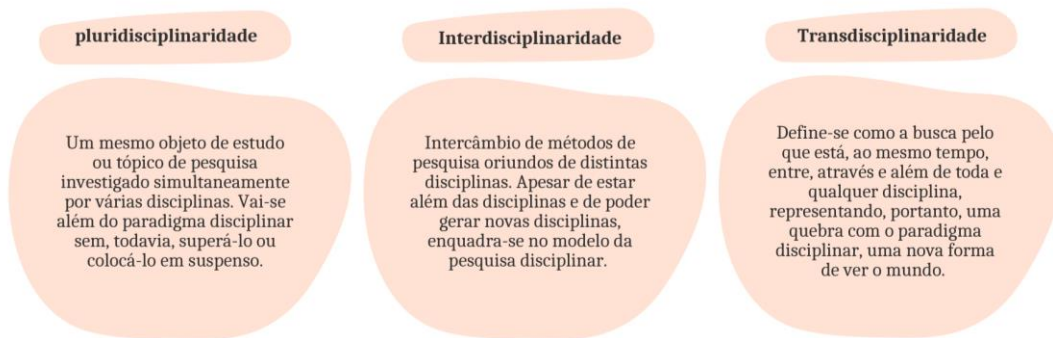 pluridisciplinaridade
Um mesmo objeto de estudo
ou tópico de pesquisa
investigado simultaneamente
por várias disciplinas. Vai-se
além do paradigma disciplinar
sem, todavia, superá-lo ou
colocá-lo em suspenso.
Interdisciplinaridade
Intercâmbio de métodos de
pesquisa oriundos de distintas
disciplinas. Apesar de estar
além das disciplinas e de poder
gerar novas disciplinas,
enquadra-se no modelo da
pesquisa disciplinar.
Transdisciplinaridade
Define-se como a busca pelo
que está, ao mesmo tempo,
entre, através e além de toda e
qualquer disciplina,
representando, portanto, uma
quebra com o paradigma
disciplinar, uma nova forma
de ver o mundo.